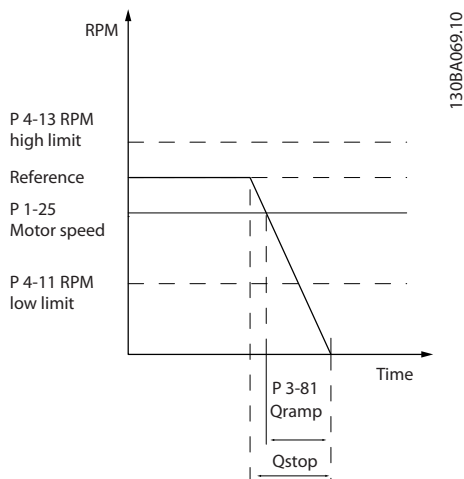 RPM
130BA069.10
P 4-13 RPM
high limit
Reference
P 1-25
Motor speed
P 4-11 RPM
low limit
Time
P 3-81
Qramp
Qstop